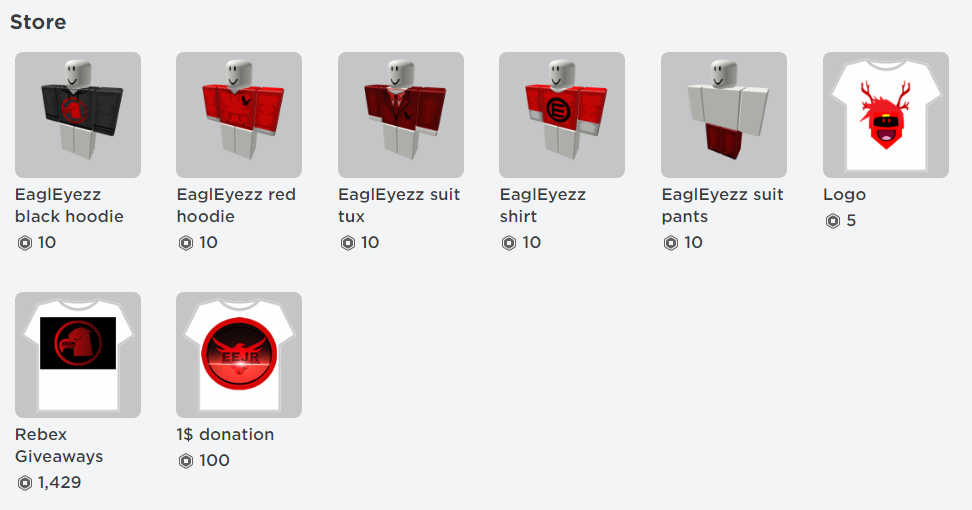 Store
EaglEyezz
black hoodie
10
EaglEyezz red
hoodie
10
EaglEyezz suit
tux
10
EaglEyezz
shirt
10
EaglEyezz suit
pants
10
Logo
5
Rebex
Giveaways
1,429
EEJR
1$ donation
100